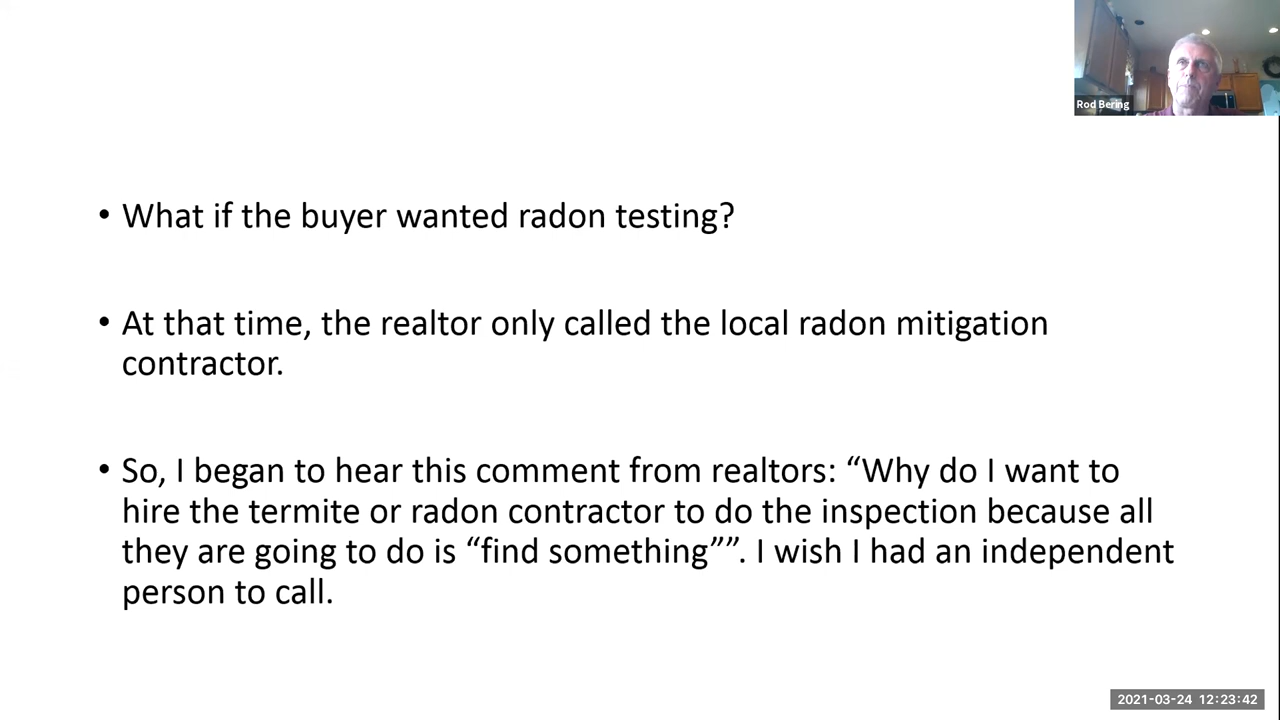 Rod Bering
• What if the buyer wanted radon testing?
• At that time, the realtor only called the local radon mitigation
contractor.
• So, I began to hear this comment from realtors: “Why do I want to
hire the termite or radon contractor to do the inspection because all
they are going to do is “find something””. I wish I had an independent
person to call.
2021-03-24 12:23:42